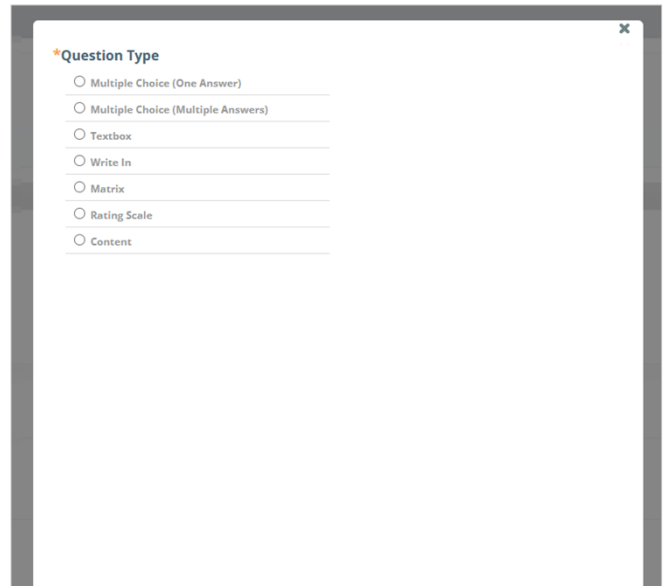 *Question Type
Multiple Choice (One Answer)
Multiple Choice (Multiple Answers)
Textbox
Write In
Matrix
Rating Scale
Content